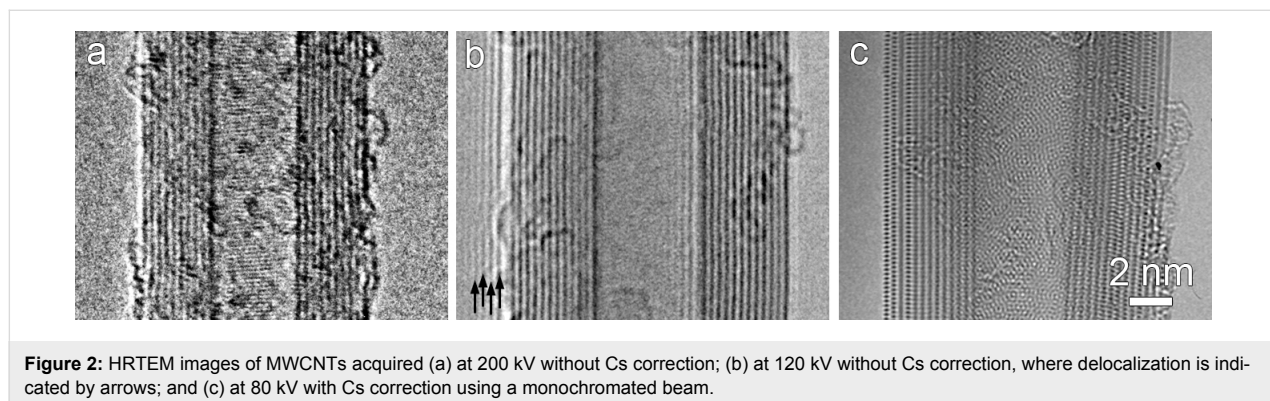 a
b
c
2 nm
Figure 2: HRTEM images of MWCNTs acquired (a) at 200 kV without Cs correction; (b) at 120 kV without Cs correction, where delocalization is indi-
cated by arrows; and (c) at 80 kV with Cs correction using a monochromated beam.